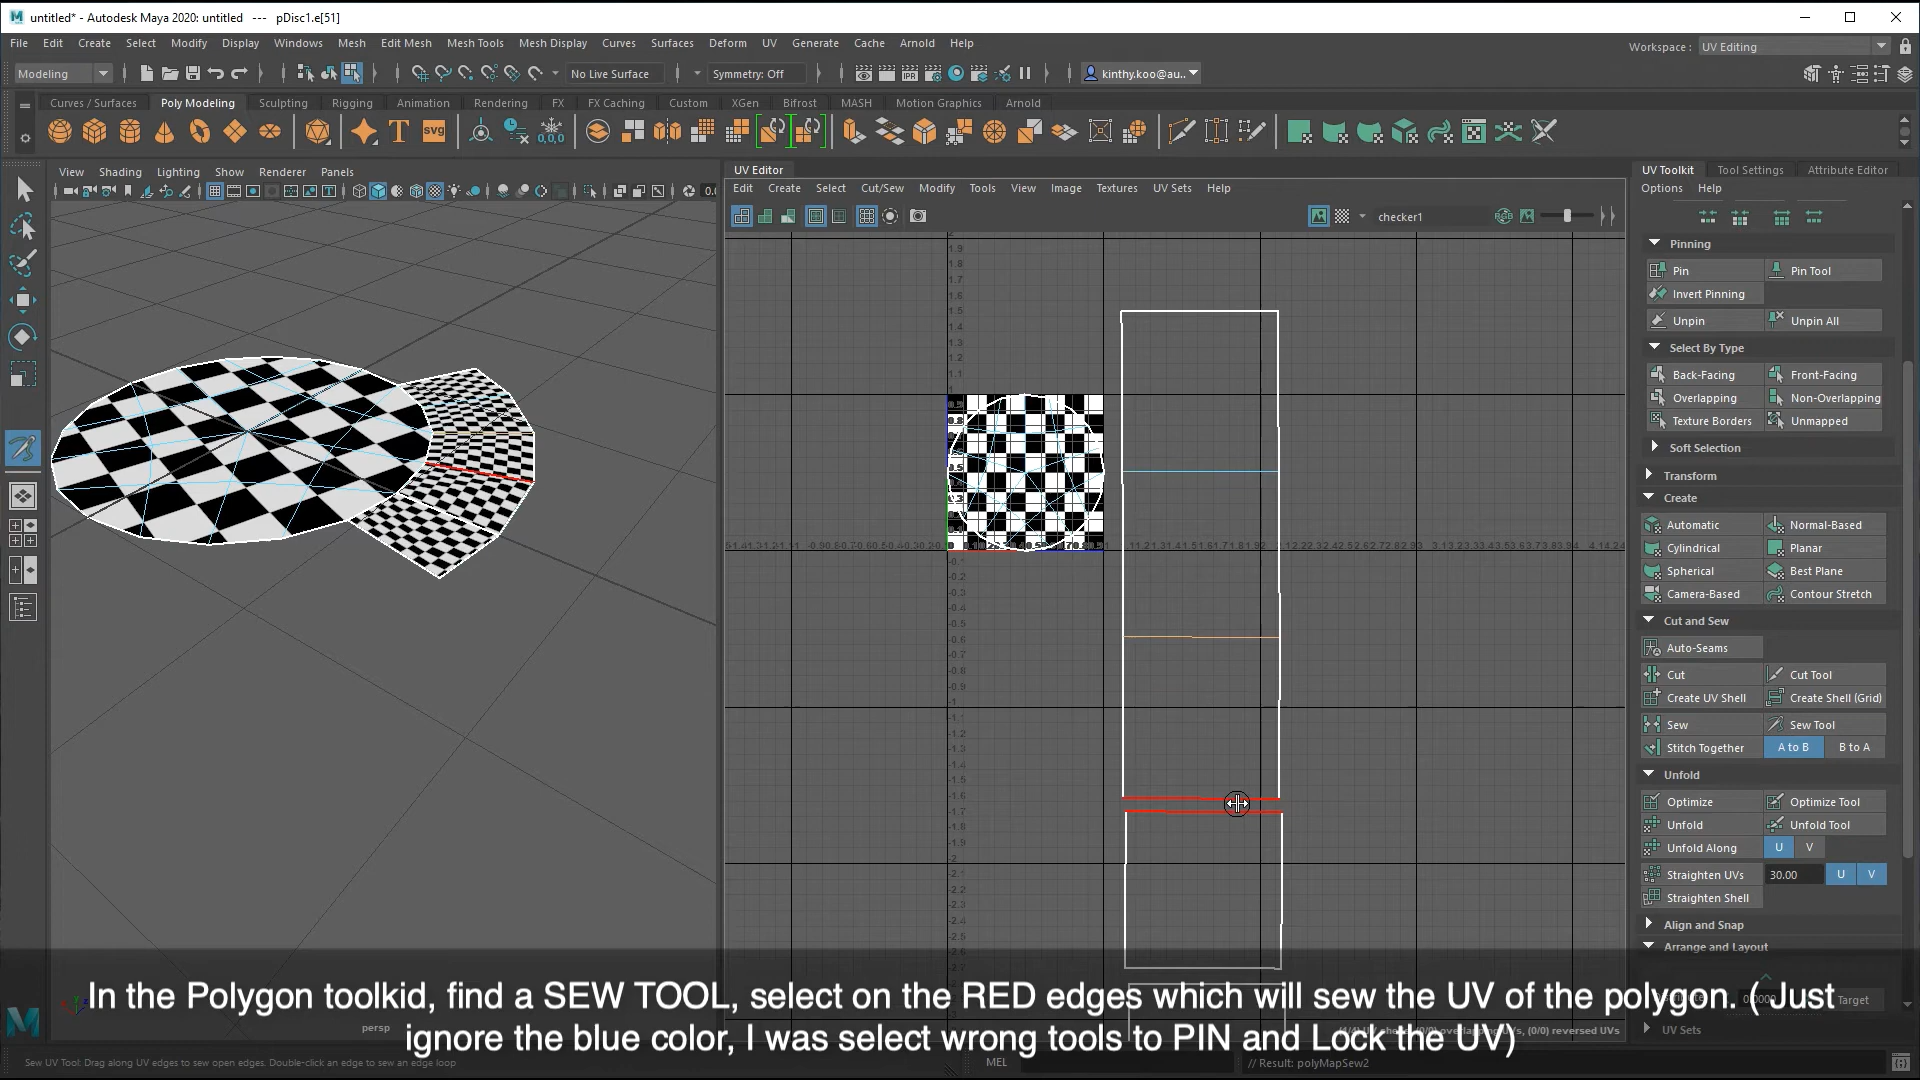 untitled* - Autodesk Maya 2020: untitled --- pDisc1.e[51]
File Edit Create Select Modify Display Windows Mesh Edit Mesh Mesh Tools Mesh Display Curves Surfaces Deform UV Generate Cache Arnold Help
Workspace : UV Editing
Modeling No Live Surface Symmetry: Off kinthy.koo@au..
Curves / Surfaces Poly Modeling Sculpting Rigging Animation Rendering FX FX Caching Custom XGen Bifrost MASH Motion Graphics Arnold
View Shading Lighting Show Renderer Panels
UV Editor
Edit Create Select Cut/Sew Modify Tools View Image Textures UV Sets Help
checker1
UV Toolkit Tool Settings Attribute Editor
Options Help
Pinning
Pin Pin Tool
Invert Pinning
Unpin Unpin All
Select By Type
Back-Facing Front-Facing
Overlapping Non-Overlapping
Texture Borders Unmapped
Soft Selection
Transform
Create
Automatic Normal-Based
Cylindrical Planar
Spherical Best Plane
Camera-Based Contour Stretch
Cut and Sew
Auto-Seams
Cut Cut Tool
Create UV Shell Create Shell (Grid)
Sew Sew Tool
Stitch Together A to B B to A
Unfold
Optimize Optimize Tool
Unfold Unfold Tool
Unfold Along U V
Straighten UVs 30.00 U V
Straighten Shell
Align and Snap
Arrange and Layout
Target
UV Sets
persp
In the Polygon toolkid, find a SEW TOOL, select on the RED edges which will sew the UV of the polygon. ( Just
ignore the blue color, I was select wrong tools to PIN and Lock the UV)
Sew UV Tool: Drag along UV edges to sew open edges. Double-click an edge to sew an edge loop
MEL
// Result: polyMapSew2